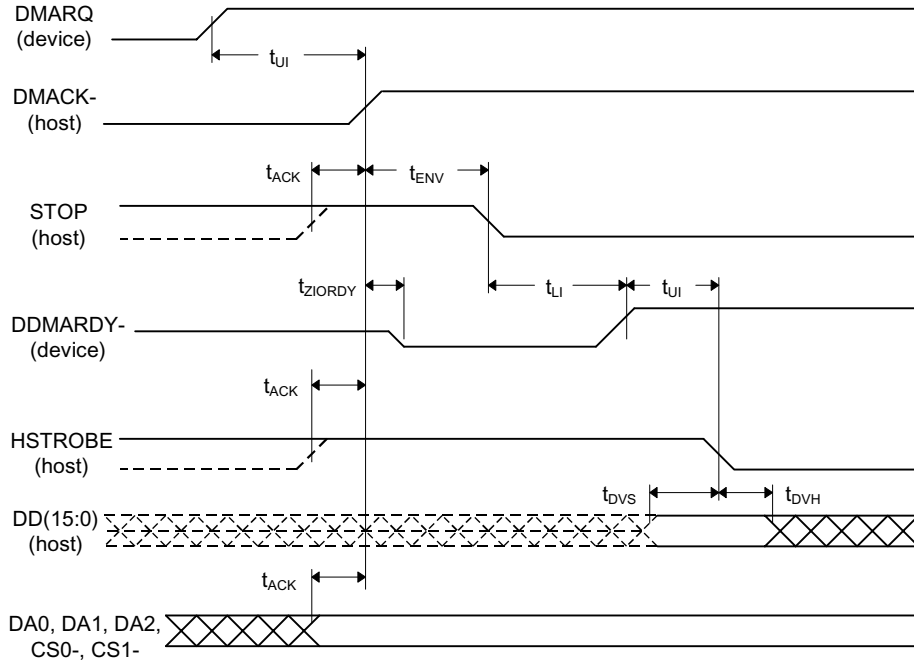 DMARQ
(device)
tUI
DMACK-
(host)
tACK
tENV
STOP
(host)
tZIORDY
tLI
tUI
DDMARDY-
(device)
tACK
HSTROBE
(host)
tDVS
tDVH
DD(15:0)
(host)
tACK
DA0, DA1, DA2,
CS0-, CS1-